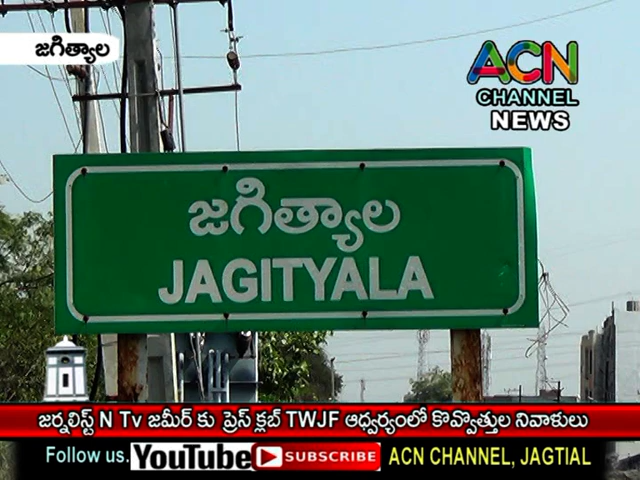 జగిత్యాల
ACN
CHANNEL
NEWS
జగిత్యాల
JAGITYALA
జర్నలిస్ట్ N Tv జమీర్ కు ప్రెస్ క్లబ్ TWJF ఆధ్వర్యంలో కొవ్వొత్తుల నివాళులు
Follow us. YouTube SUBSCRIBE ACN CHANNEL, JAGTIAL